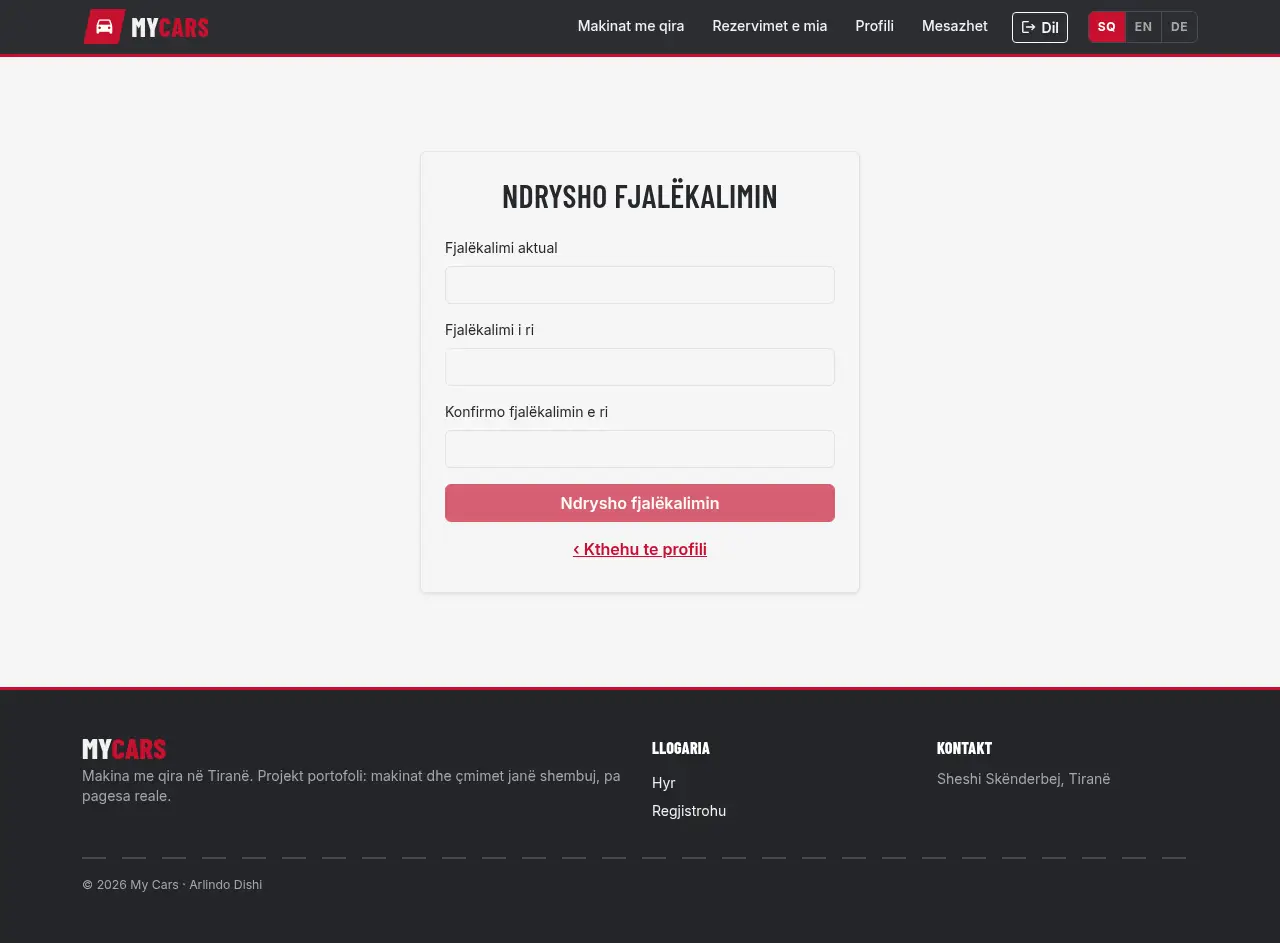 MYCARS
Makinat me qira
Rezervimet e mia
Profili
Mesazhet
Dil
SQ
EN
DE
NDRYSHO FJALËKALIMIN
Fjalëkalimi aktual
Fjalëkalimi i ri
Konfirmo fjalëkalimin e ri
Ndrysho fjalëkalimin
‹ Kthehu te profili
MYCARS
Makina me qira në Tiranë. Projekt portofoli: makinat dhe çmimet janë shembuj, pa
pagesa reale.
LLOGARIA
Hyr
Regjistrohu
KONTAKT
Sheshi Skënderbej, Tiranë
© 2026 My Cars · Arlindo Dishi